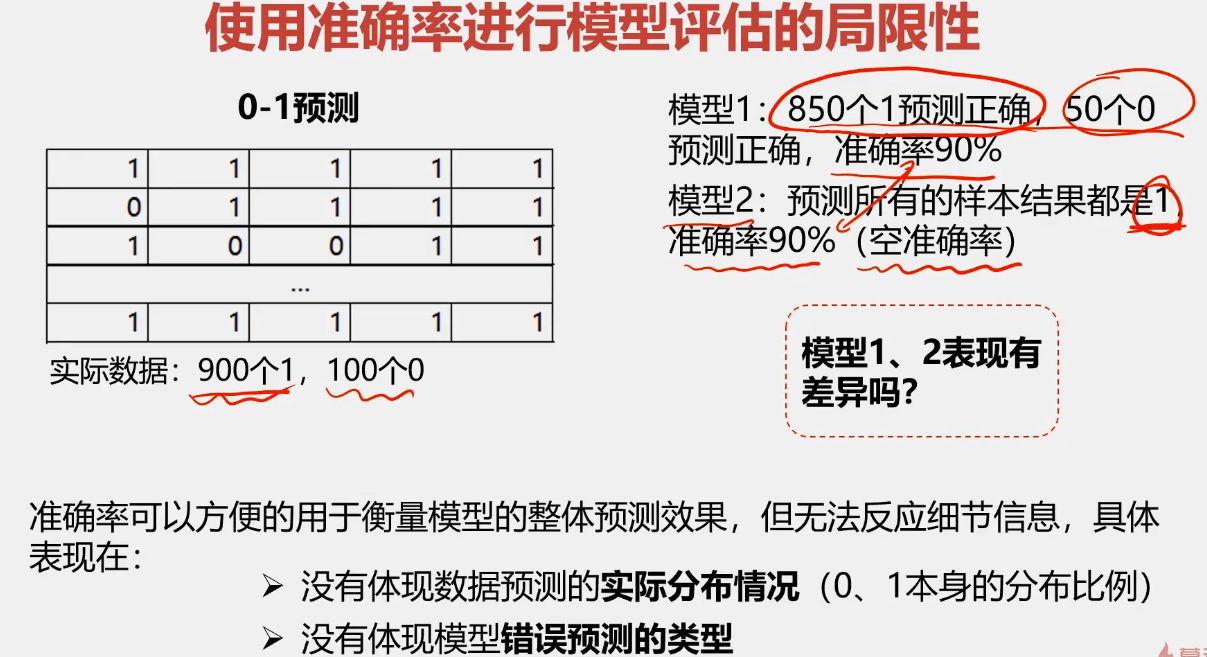 使用准确率进行模型评估的局限性
0-1预测
1 1 1 1 1
0 1 1 1 1
1 0 0 1 1
...
1 1 1 1 1
实际数据：900个1，100个0
模型1：850个1预测正确，50个0
预测正确，准确率90%
模型2：预测所有的样本结果都是1，
准确率90%（空准确率）
模型1、2表现有
差异吗？
准确率可以方便的用于衡量模型的整体预测效果，但无法反应细节信息，具体
表现在：
➢ 没有体现数据预测的实际分布情况（0、1本身的分布比例）
➢ 没有体现模型错误预测的类型